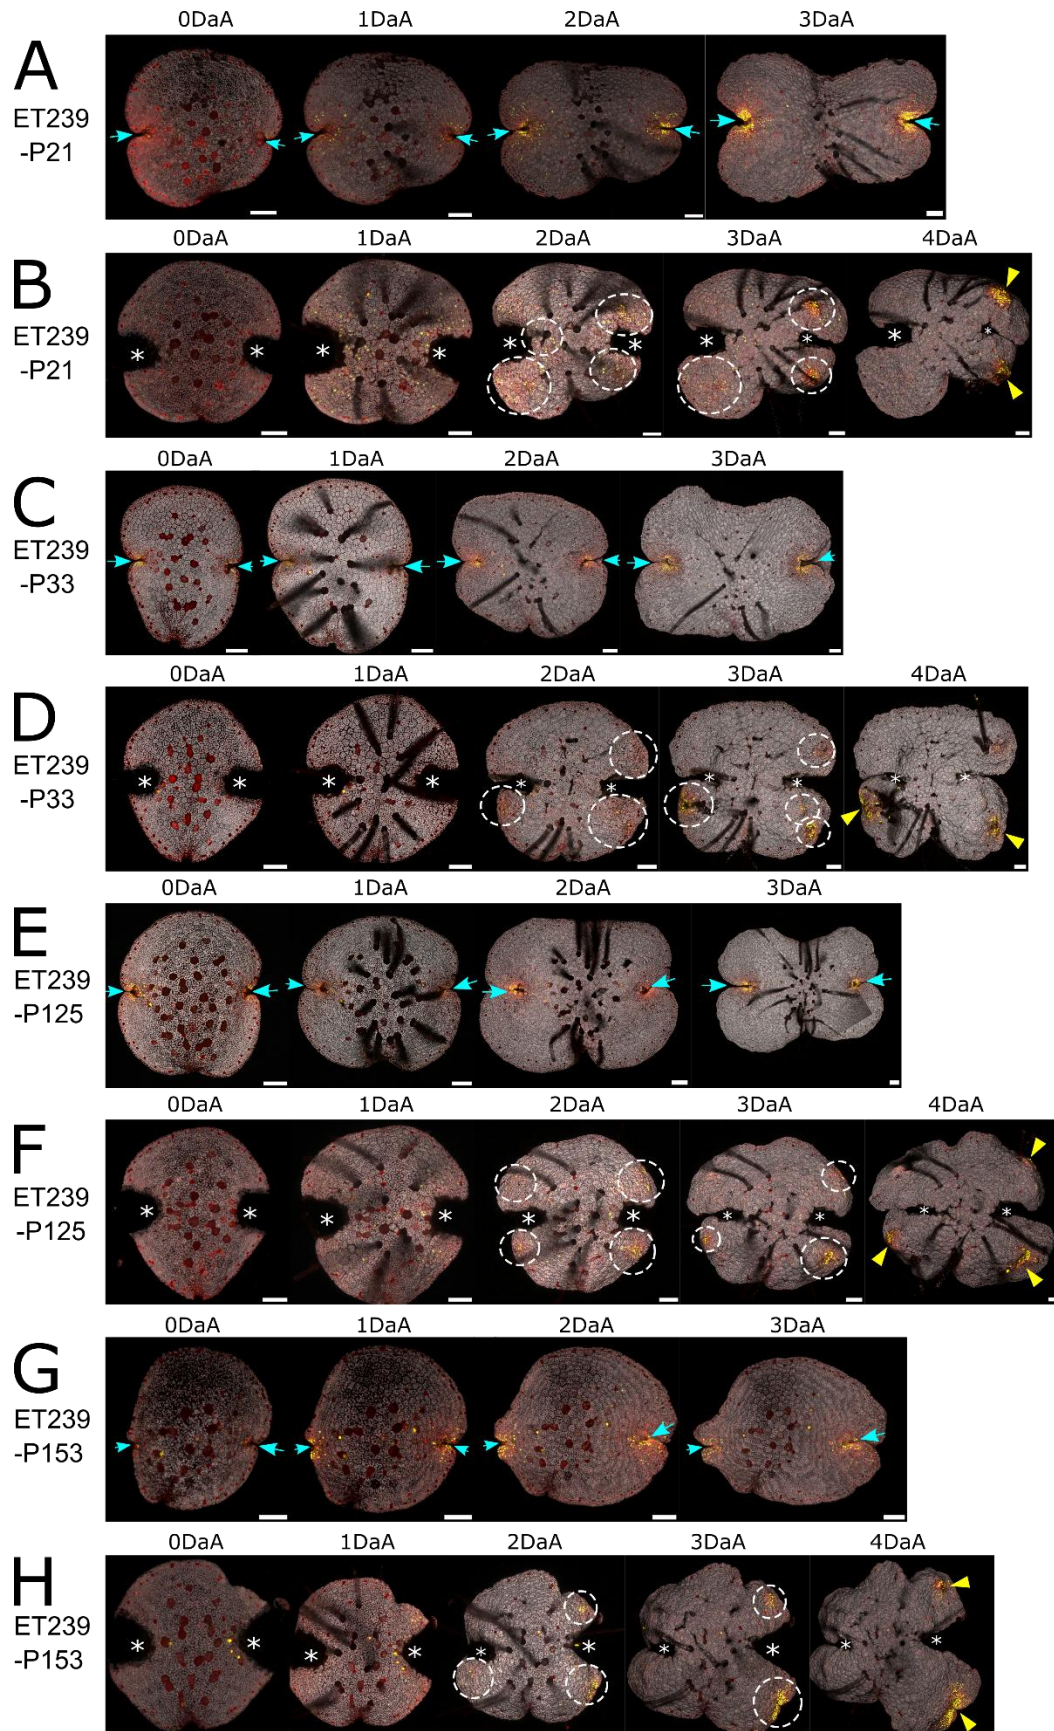 0DaA 1DaA 2DaA 3DaA
A
ET239
-P21
0DaA 1DaA 2DaA 3DaA 4DaA
B
ET239
-P21
* * * * * * * *
0DaA 1DaA 2DaA 3DaA
C
ET239
-P33
0DaA 1DaA 2DaA 3DaA 4DaA
D
ET239
-P33
* * * * * * * * * *
0DaA 1DaA 2DaA 3DaA
E
ET239
-P125
0DaA 1DaA 2DaA 3DaA 4DaA
F
ET239
-P125
* * * * * * * * * *
0DaA 1DaA 2DaA 3DaA
G
ET239
-P153
0DaA 1DaA 2DaA 3DaA 4DaA
H
ET239
-P153
* * * * * * * * * *